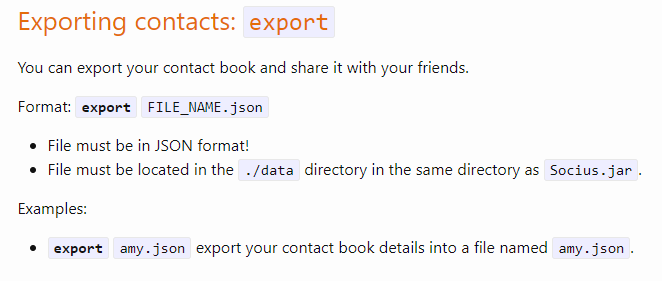 Exporting contacts: export
You can export your contact book and share it with your friends.
Format: export FILE_NAME.json
• File must be in JSON format!
• File must be located in the ./data directory in the same directory as Socius.jar.
Examples:
• export amy.json export your contact book details into a file named amy.json.